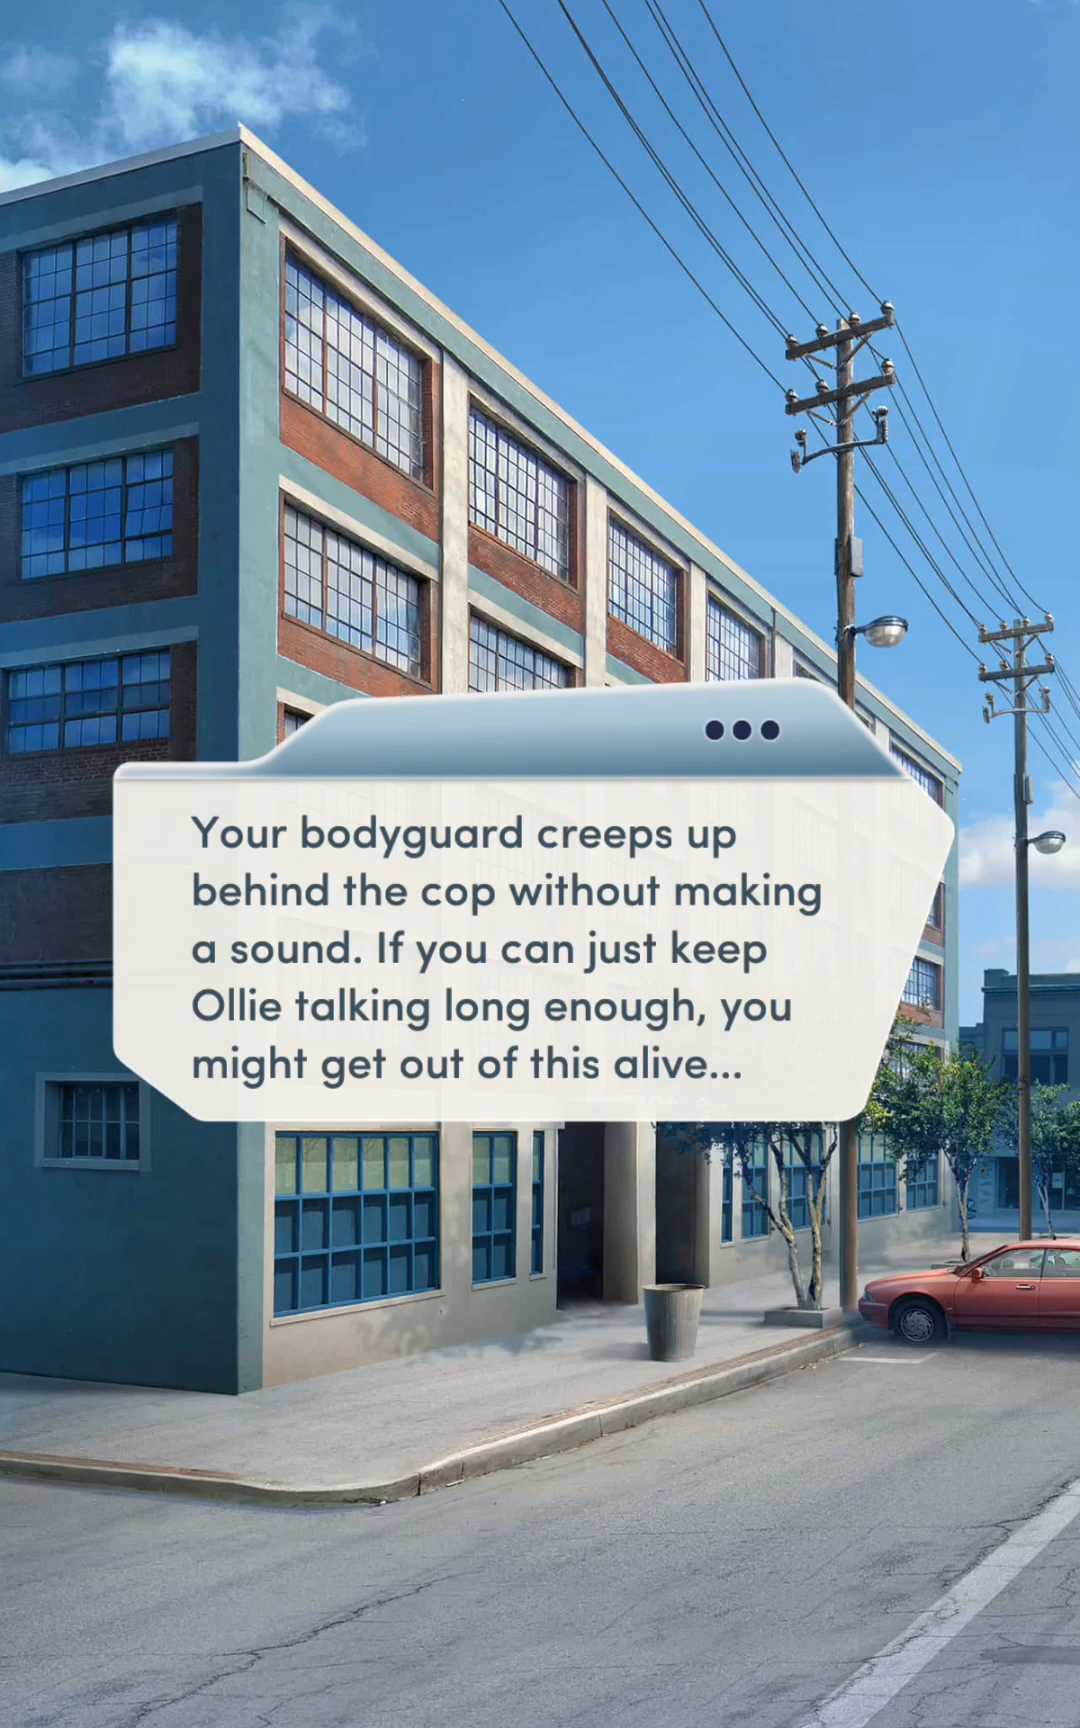 Your bodyguard creeps up
behind the cop without making
a sound. If you can just keep
Ollie talking long enough, you
might get out of this alive...